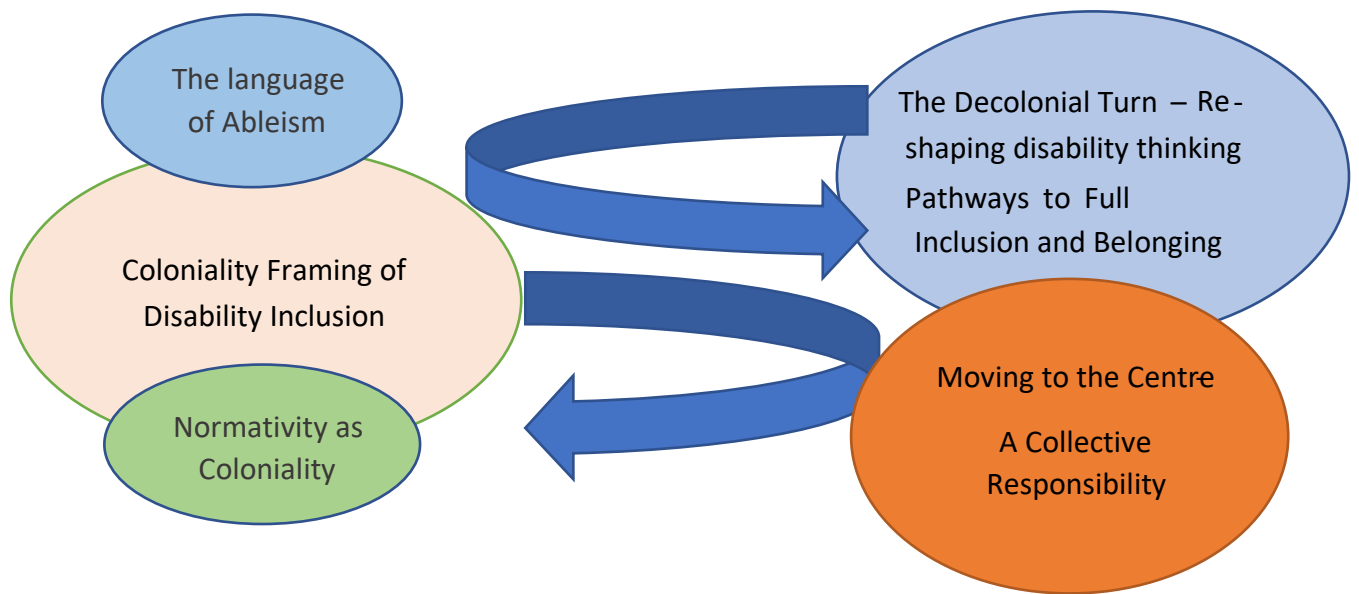 The language
of Ableism
Coloniality Framing of
Disability Inclusion
Normativity as
Coloniality
The Decolonial Turn – Re-
shaping disability thinking
Pathways to Full
Inclusion and Belonging
Moving to the Centre
A Collective
Responsibility